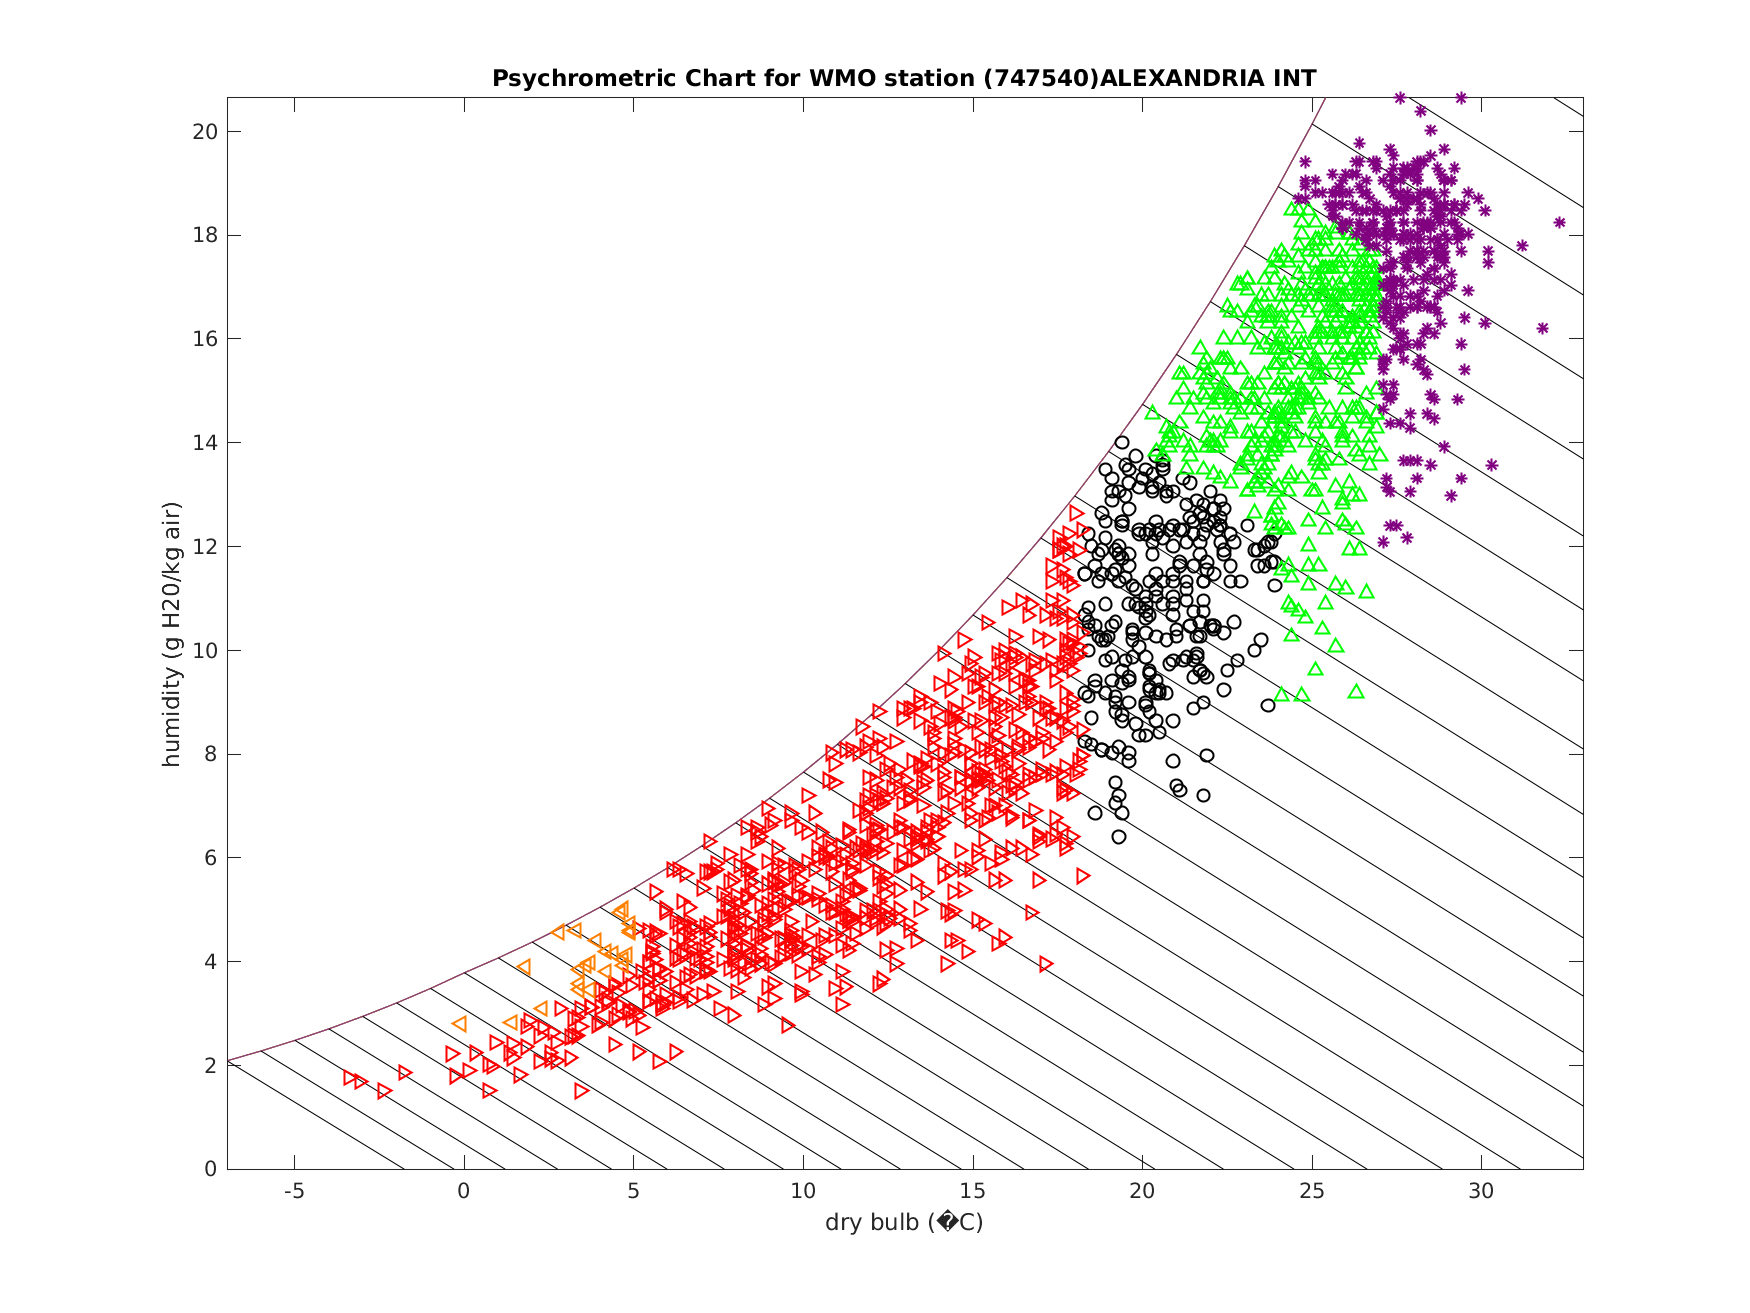 Psychrometric Chart for WMO station (747540)ALEXANDRIA INT
humidity (g H20/kg air)
20
18
16
14
12
10
8
6
4
2
0
-5 0 5 10 15 20 25 30
dry bulb (�C)